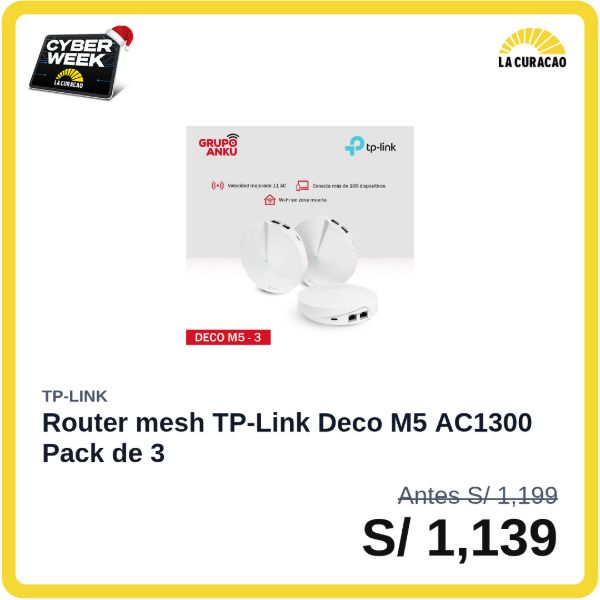 CYBER
WEEK
LA CURACAO
LA CURACAO
GRUPO
ANKU
tp-link
Velocidad mejorada 11 AC
Conecta más de 100 dispositivos
Wi-Fi sin zona muerta
DECO M5 - 3
TP-LINK
Router mesh TP-Link Deco M5 AC1300
Pack de 3
Antes S/ 1,199
S/ 1,139